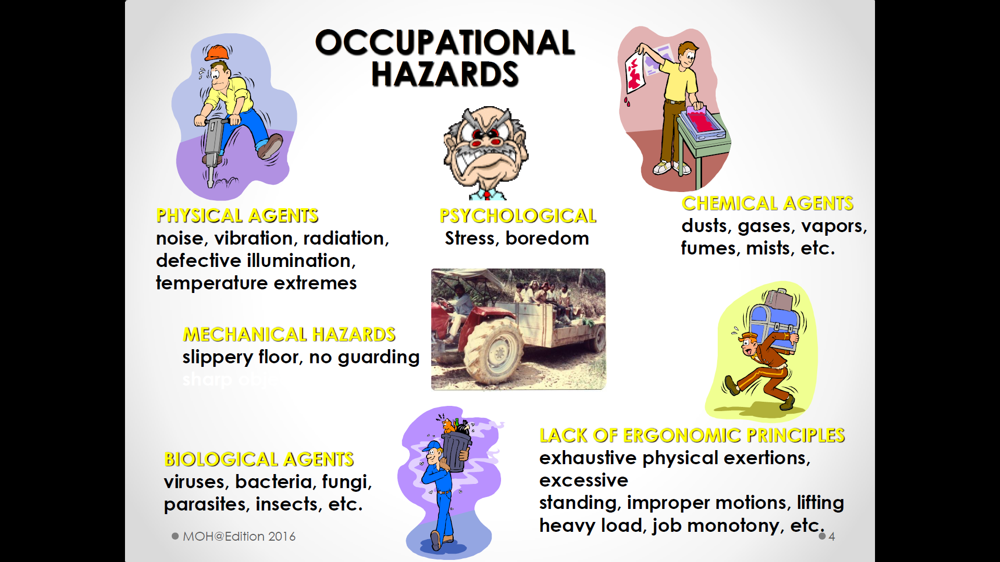 OCCUPATIONAL
HAZARDS
PHYSICAL AGENTS
noise, vibration, radiation,
defective illumination,
temperature extremes
PSYCHOLOGICAL
Stress, boredom
CHEMICAL AGENTS
dusts, gases, vapors,
fumes, mists, etc.
MECHANICAL HAZARDS
slippery floor, no guarding
sharp
BIOLOGICAL AGENTS
viruses, bacteria, fungi,
parasites, insects, etc.
LACK OF ERGONOMIC PRINCIPLES
exhaustive physical exertions,
excessive
standing, improper motions, lifting
heavy load, job monotony, etc.
MOH@Edition 2016
4